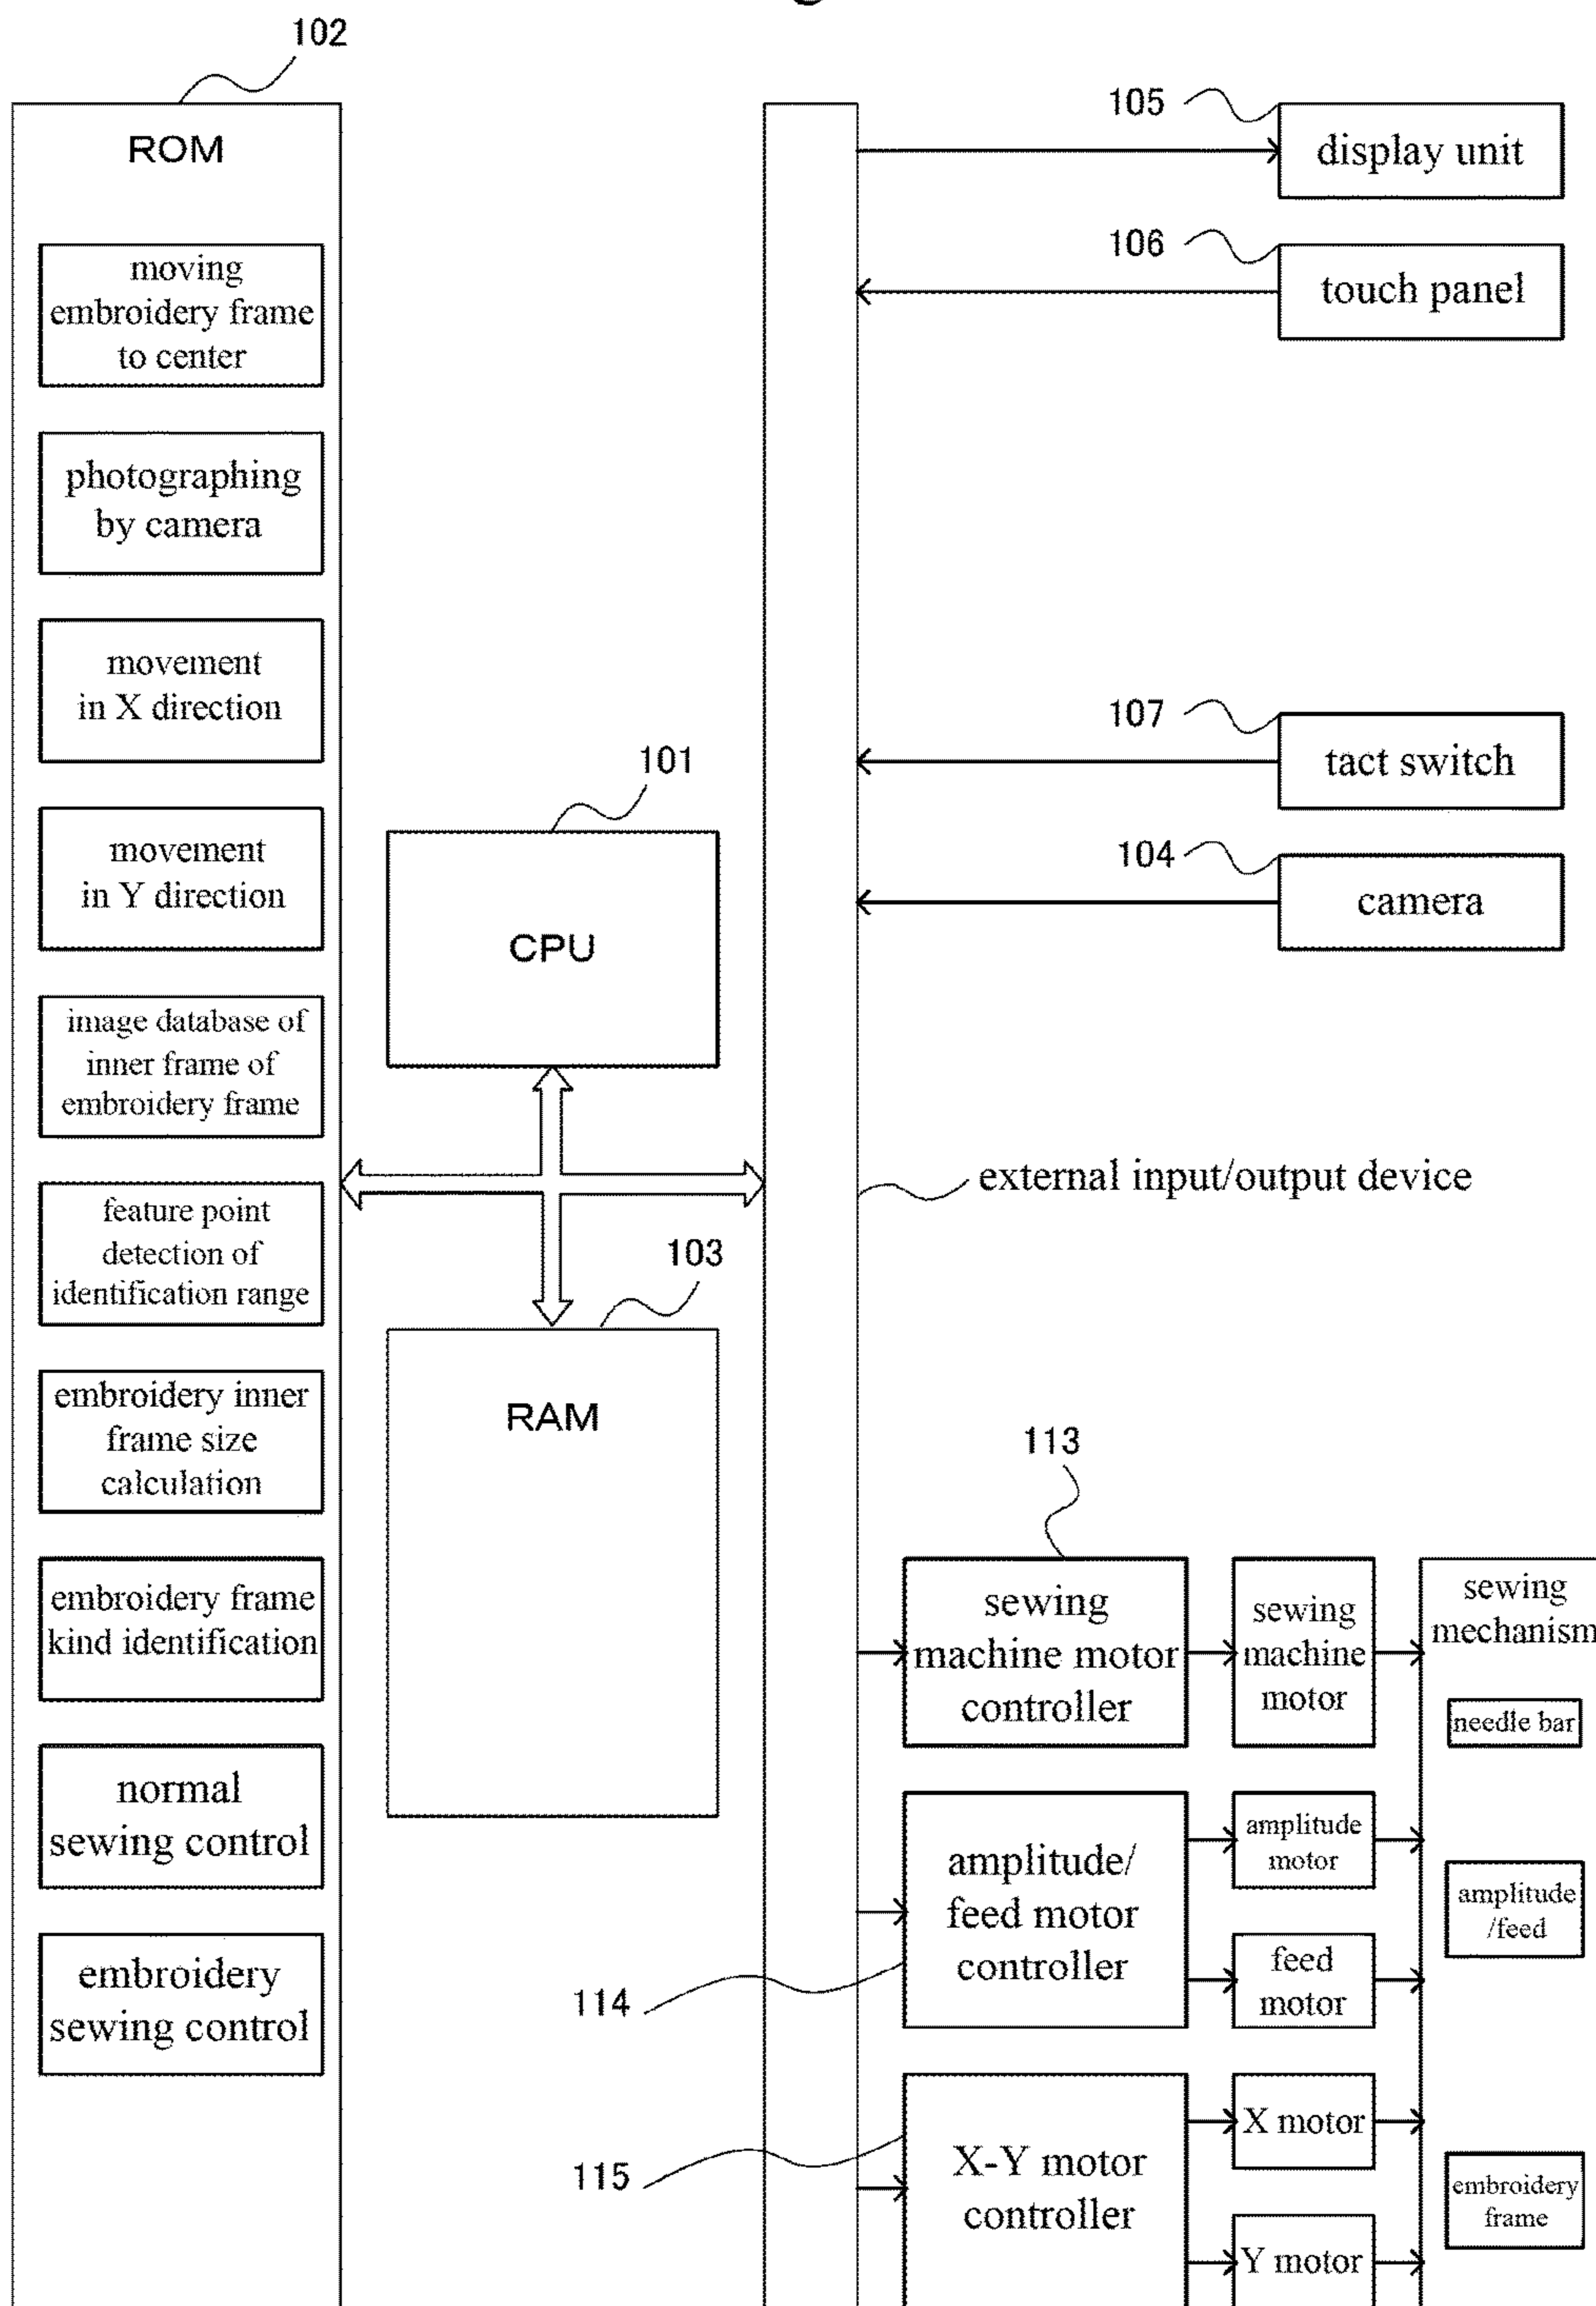 102
ROM
moving
embroidery frame
to center
photographing
by camera
movement
in X direction
movement
in Y direction
image database of
inner frame of
embroidery frame
feature point
detection of
identification range
embroidery inner
frame size
calculation
embroidery frame
kind identification
normal
sewing control
embroidery
sewing control
101
CPU
103
RAM
105
display unit
106
touch panel
107
tact switch
104
camera
external input/output device
113
sewing
machine motor
controller
sewing
machine
motor
sewing
mechanism
needle bar
114
amplitude/
feed motor
controller
amplitude
motor
feed
motor
amplitude
/feed
115
X-Y motor
controller
X motor
Y motor
embroidery
frame